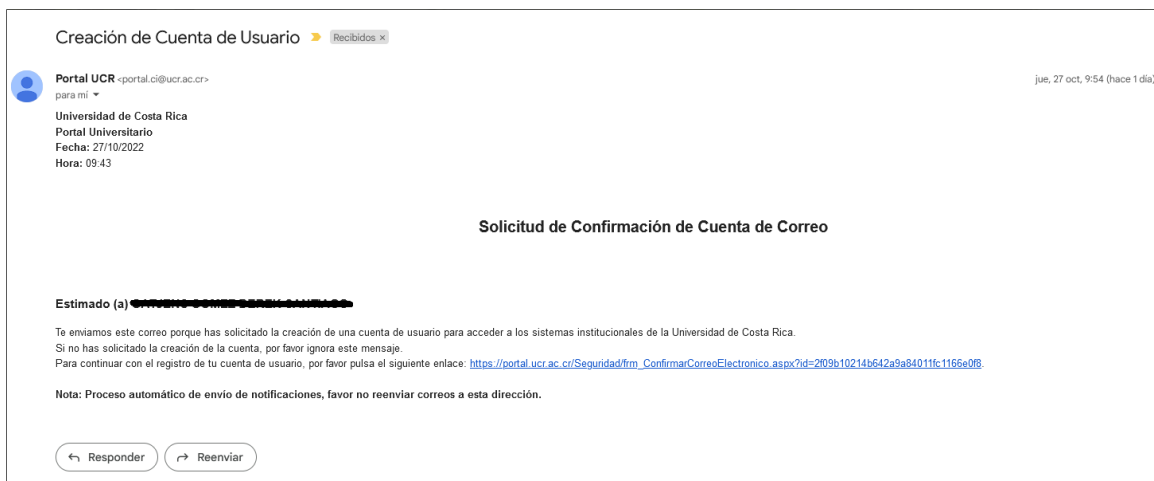 Creación de Cuenta de Usuario Recibidos ×
Portal UCR <portal.ci@ucr.ac.cr> jue, 27 oct, 9:54 (hace 1 día)
para mí
Universidad de Costa Rica
Portal Universitario
Fecha: 27/10/2022
Hora: 09:43
Solicitud de Confirmación de Cuenta de Correo
Estimado (a)
Te enviamos este correo porque has solicitado la creación de una cuenta de usuario para acceder a los sistemas institucionales de la Universidad de Costa Rica.
Si no has solicitado la creación de la cuenta, por favor ignora este mensaje.
Para continuar con el registro de tu cuenta de usuario, por favor pulsa el siguiente enlace: https://portal.ucr.ac.cr/Seguridad/frm_ConfirmarCorreoElectronico.aspx?id=2f09b10214b642a9a84011fc1166e0f8.
Nota: Proceso automático de envío de notificaciones, favor no reenviar correos a esta dirección.
Responder Reenviar